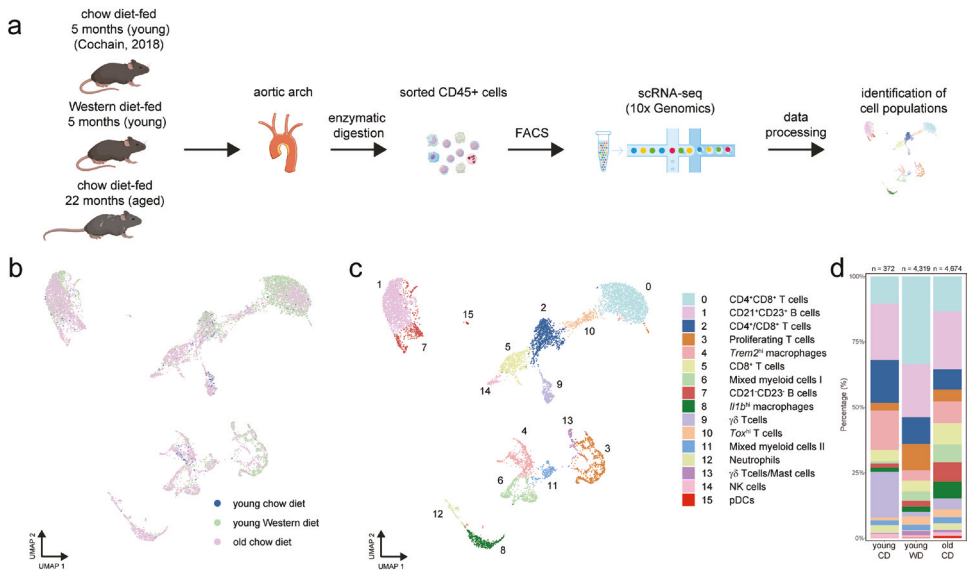 a
chow diet-fed
5 months (young)
(Cochain, 2018)
Western diet-fed
5 months (young)
chow diet-fed
22 months (aged)
aortic arch
enzymatic
digestion
sorted CD45+ cells
FACS
scRNA-seq
(10x Genomics)
data
processing
identification of
cell populations
b
young chow diet
young Western diet
old chow diet
UMAP 2
UMAP 1
c
1
15
7
0
2
10
5
14
9
13
4
3
11
6
12
8
UMAP 2
UMAP 1
0 CD4⁺CD8⁺ T cells
1 CD21⁺CD23⁺ B cells
2 CD4⁺/CD8⁺ T cells
3 Proliferating T cells
4 Trem2ʰⁱ macrophages
5 CD8⁺ T cells
6 Mixed myeloid cells I
7 CD21⁻CD23⁻ B cells
8 Il1bʰⁱ macrophages
9 γδ Tcells
10 Toxʰⁱ T cells
11 Mixed myeloid cells II
12 Neutrophils
13 γδ Tcells/Mast cells
14 NK cells
15 pDCs
d
n = 372 n = 4,319 n = 4,674
100%
75%
50%
25%
0%
Percentage (%)
young
CD
young
WD
old
CD